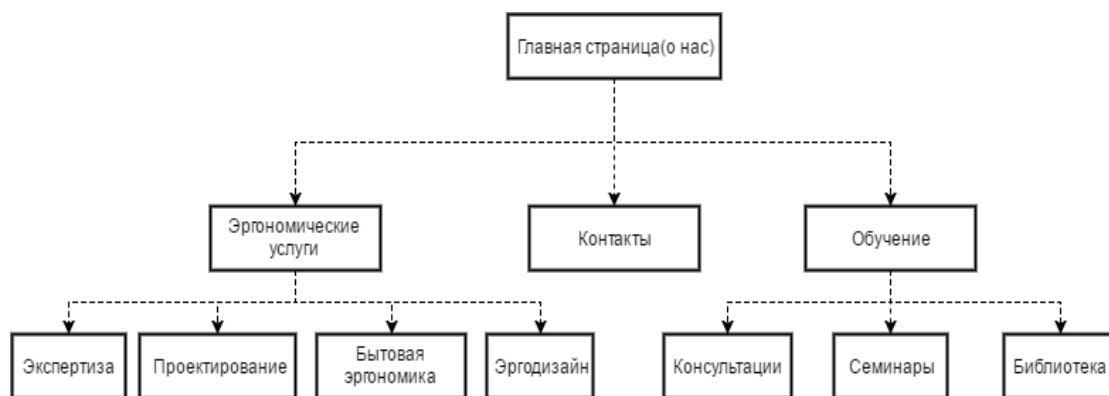 Главная страница(о нас)
Эргономические
услуги
Контакты
Обучение
Экспертиза
Проектирование
Бытовая
эргономика
Эргодизайн
Консультации
Семинары
Библиотека